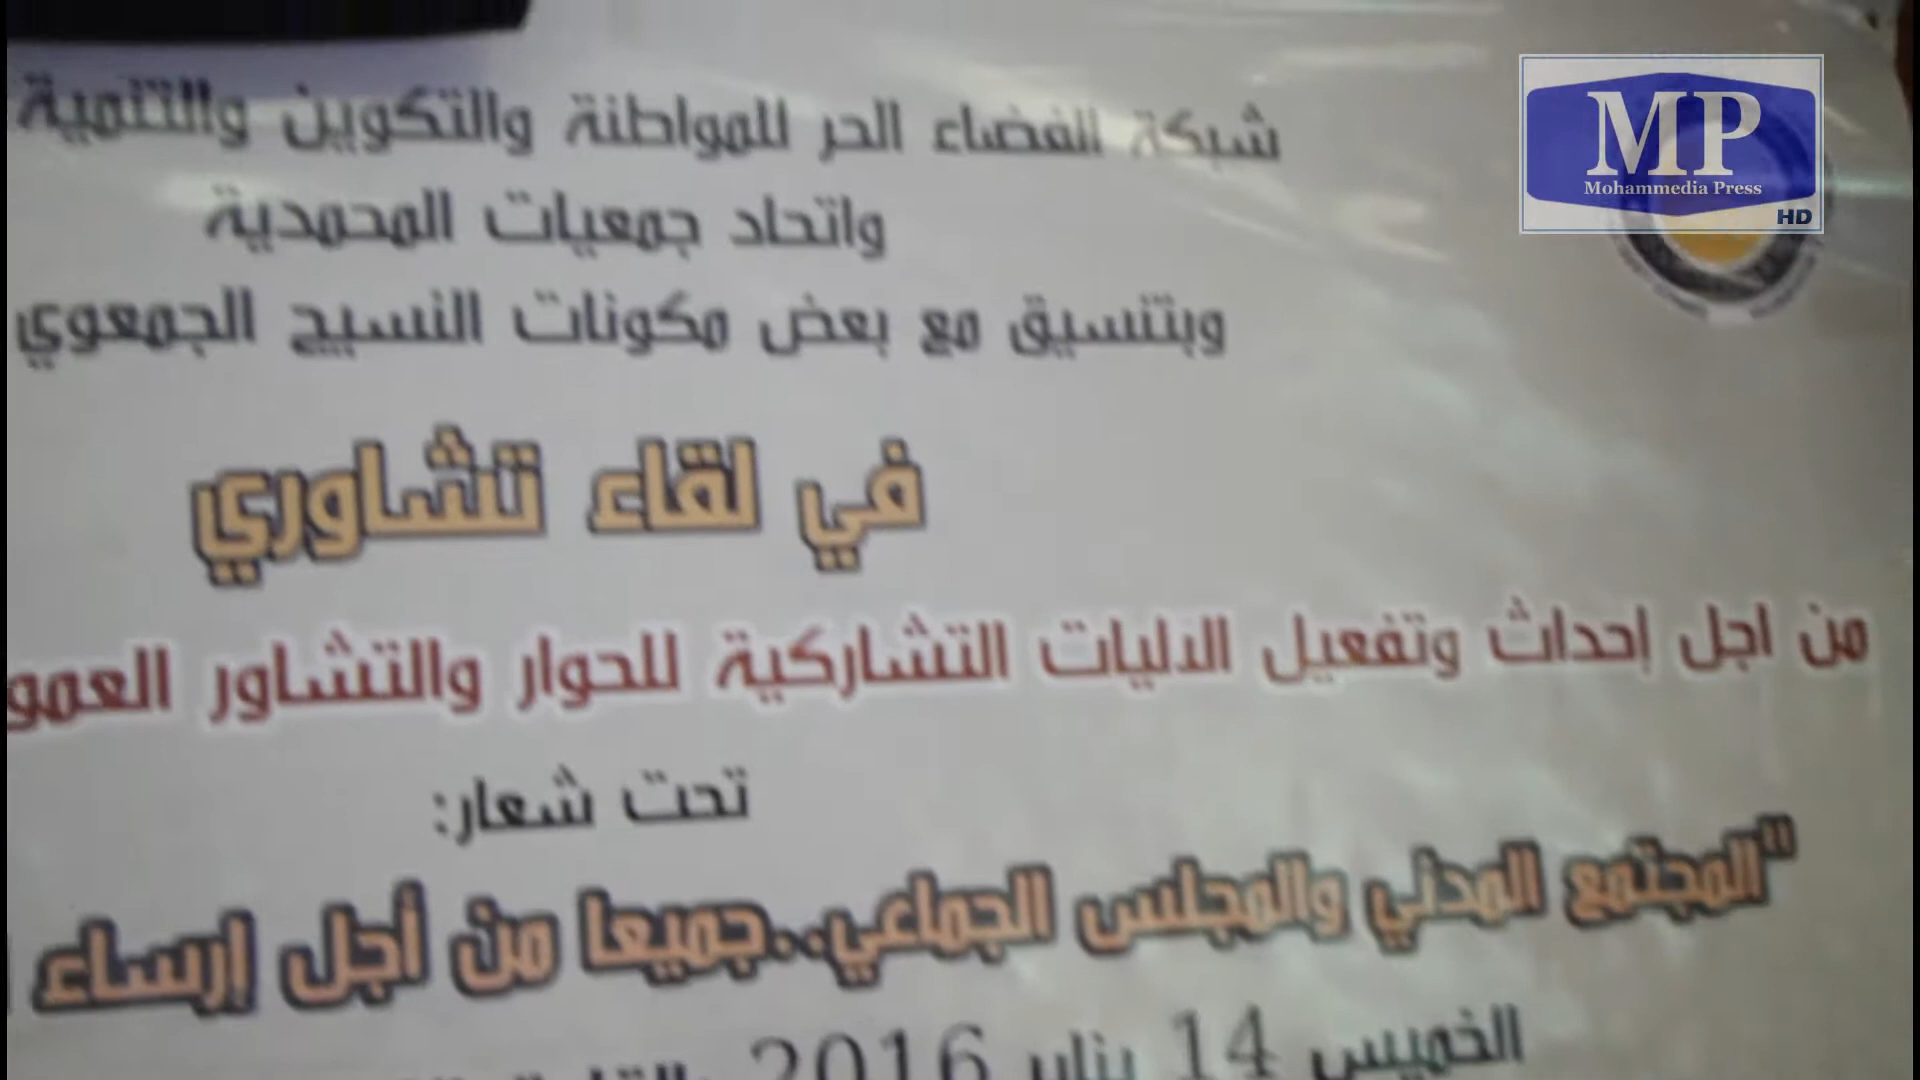 شبكة الفضاء الحر للمواطنة والتكوين والتنمية
واتحاد جمعيات المحمدية
وبتنسيق مع بعض مكونات النسيج الجمعوي
في لقاء تشاوري
من اجل إحداث وتفعيل الاليات التشاركية للحوار والتشاور
تحت شعار:
"المجتمع المدني والمجلس الجماعي..جميعا من أجل إرساء
الخميس 14 يناير 2016
MP
Mohammedia Press
HD